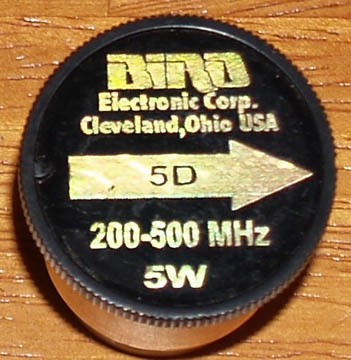 BIRD
Electronic Corp.
Cleveland,Ohio USA
5D
200-500 MHz
5W